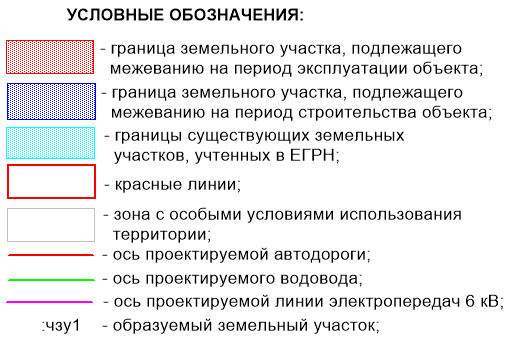 УСЛОВНЫЕ ОБОЗНАЧЕНИЯ:
- граница земельного участка, подлежащего
межеванию на период эксплуатации объекта;
- граница земельного участка, подлежащего
межеванию на период строительства объекта;
- границы существующих земельных
участков, учтенных в ЕГРН;
- красные линии;
- зона с особыми условиями использования
территории;
- ось проектируемой автодороги;
- ось проектируемого водовода;
- ось проектируемой линии электропередач 6 кВ;
:чзу1 - образуемый земельный участок;